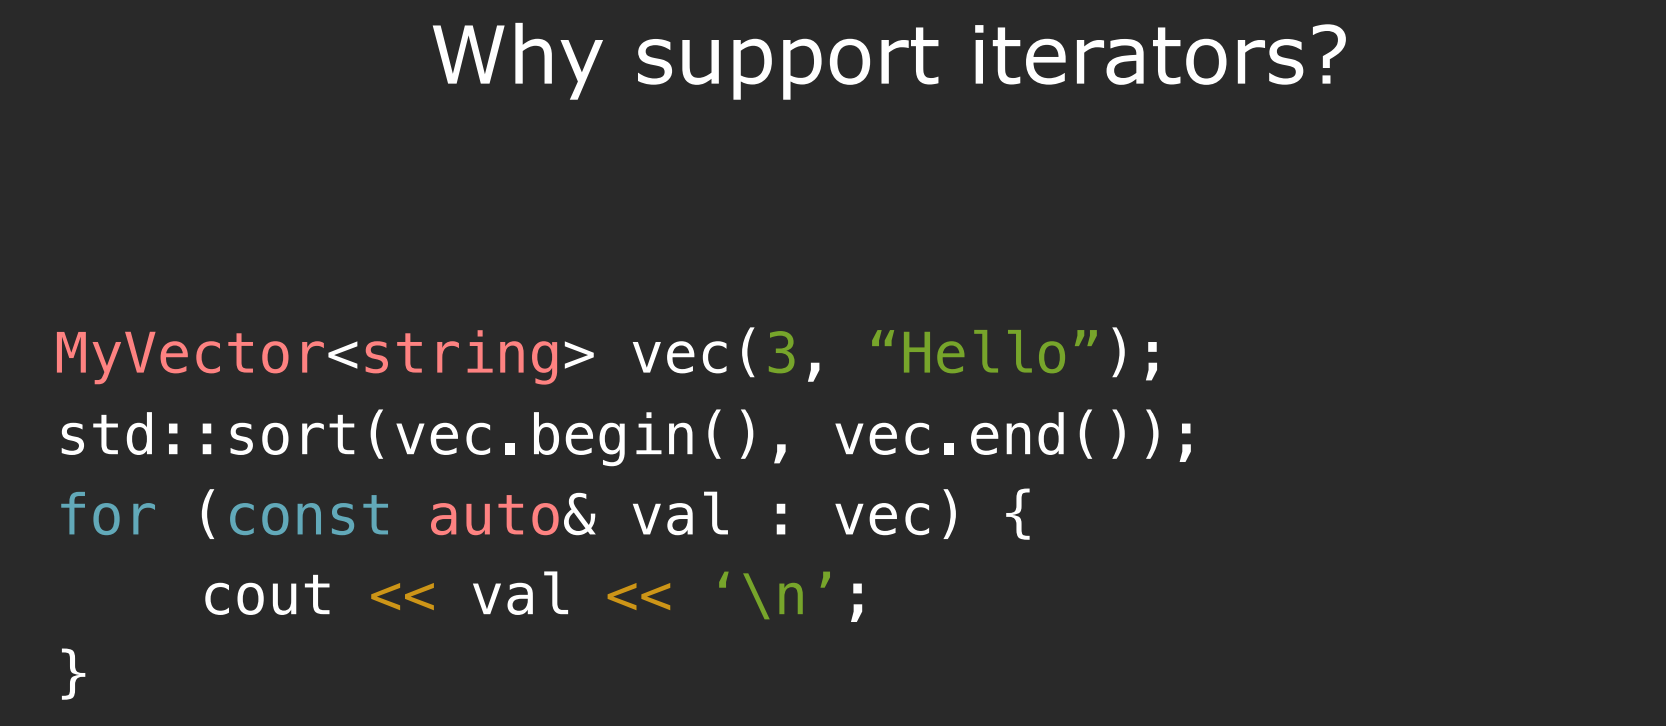 Why support iterators?
MyVector<string> vec(3, “Hello”);
std::sort(vec.begin(), vec.end());
for (const auto& val : vec) {
    cout << val << ‘\n’;
}